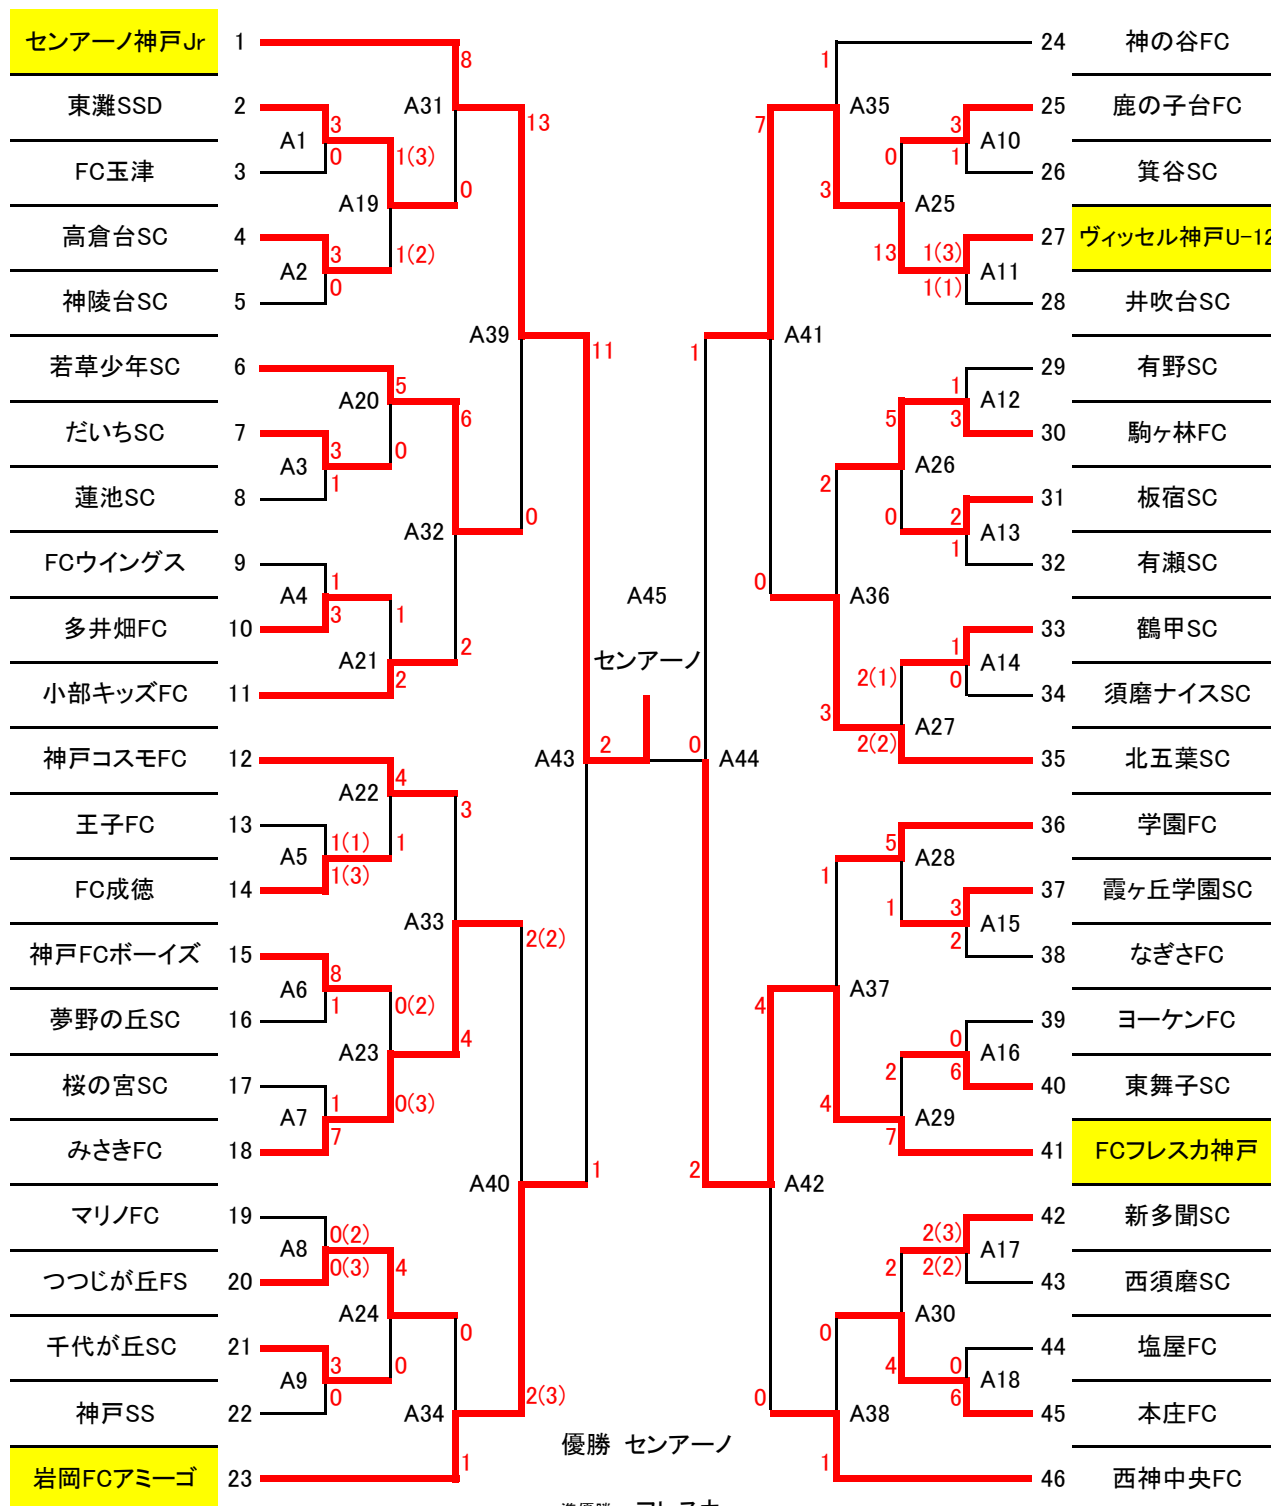 センアーノ神戸Jr 1
8
東灘SSD 2
A1
3
0
A31
13
FC玉津 3
1(3)
A19
0
高倉台SC 4
A2
3
0
1(2)
神陵台SC 5
A39
11
若草少年SC 6
A20
5
6
だいち SC 7
A3
3
1
0
蓮池SC 8
A32
0
FCウイングス 9
A4
1
3
1
多井畑FC 10
A21
2
2
小部キッズFC 11
神戸コスモFC 12
A22
4
3
A43
2
王子FC 13
A5
1(1)
1(3)
1
FC成徳 14
A33
2(2)
神戸FCボーイズ 15
A6
8
1
0(2)
夢野の丘SC 16
A23
4
桜の宮SC 17
A7
1
7
0(3)
みさきFC 18
A40
1
マリノFC 19
A8
0(2)
0(3)
4
つつじが丘FS 20
A24
0
千代が丘SC 21
A9
3
0
0
神戸SS 22
A34
2(3)
1
岩岡FCアミーゴ 23
A45
センアーノ
24 神の谷FC
1
A35
7
25 鹿の子台FC
3
A10
1
0
26 箕谷SC
3
A25
27 ヴィッセル神戸U-12
13
1(3)
A11
1(1)
28 井吹台SC
A41
1
29 有野SC
1
A12
3
5
30 駒ヶ林FC
2
A26
31 板宿SC
0
2
A13
1
32 有瀬SC
0
A36
33 鶴甲SC
1
A14
0
2(1)
34 須磨ナイスSC
3
A27
2(2)
35 北五葉SC
0
A44
36 学園FC
5
A28
1
37 霞ヶ丘学園SC
1
3
A15
2
38 なぎさFC
4
A37
39 ヨーケンFC
0
A16
6
2
40 東舞子SC
4
A29
7
41 FCフレスカ神戸
2
A42
42 新多聞SC
2(3)
A17
2(2)
2
43 西須磨SC
0
A30
44 塩屋FC
4
0
A18
6
45 本庄FC
0
A38
1
46 西神中央FC
優勝 センアーノ
準優勝 フレスカ